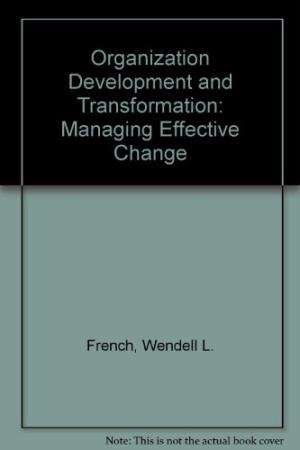 Organization
Development and
Transformation:
Managing Effective
Change
French, Wendell L.
Note: This is not the actual book cover